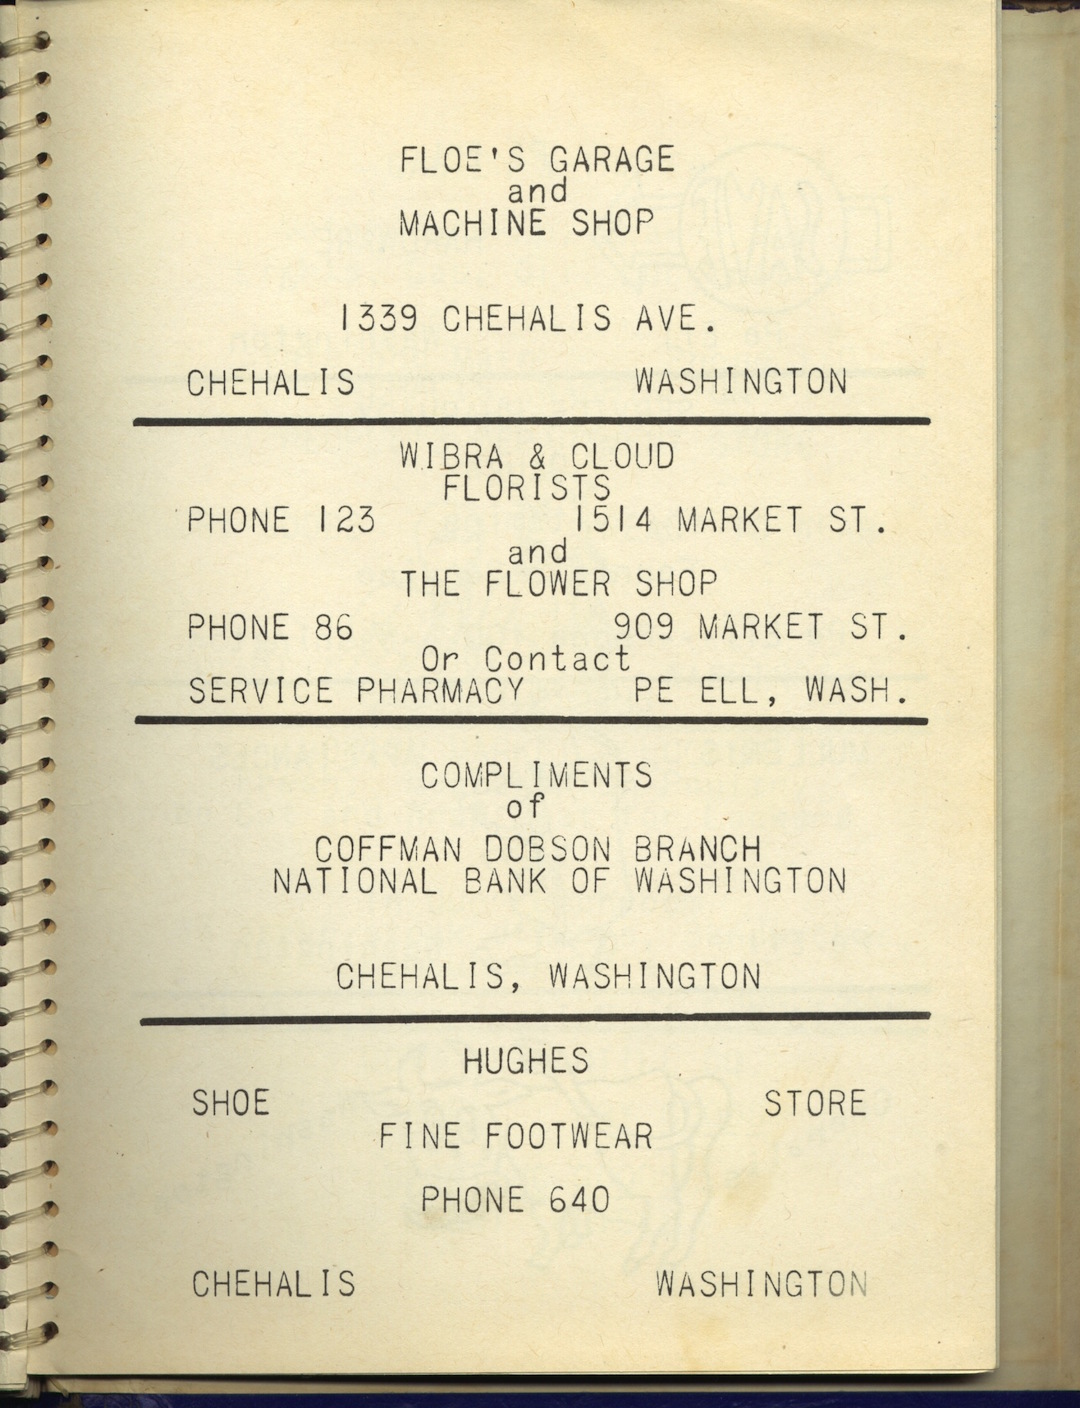 FLOE'S GARAGE
and
MACHINE SHOP
1339 CHEHALIS AVE.
CHEHALIS WASHINGTON
WIBRA & CLOUD
FLORISTS
PHONE 123 1514 MARKET ST.
and
THE FLOWER SHOP
PHONE 86 909 MARKET ST.
Or Contact
SERVICE PHARMACY PE ELL, WASH.
COMPLIMENTS
of
COFFMAN DOBSON BRANCH
NATIONAL BANK OF WASHINGTON
CHEHALIS, WASHINGTON
HUGHES
SHOE STORE
FINE FOOTWEAR
PHONE 640
CHEHALIS WASHINGTON